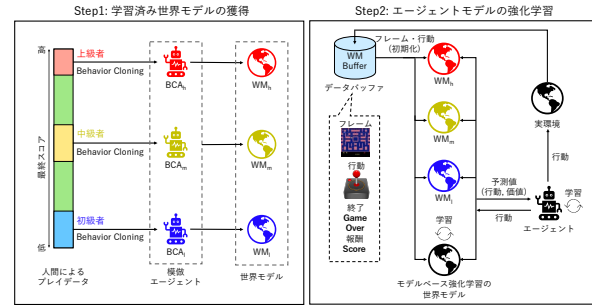 Step1: 学習済み世界モデルの獲得
高
最終スコア
低
上級者
Behavior Cloning
中級者
Behavior Cloning
初級者
Behavior Cloning
BCAh
BCAm
BCAl
WMh
WMm
WMl
人間による
プレイデータ
模倣
エージェント
世界モデル
Step2: エージェントモデルの強化学習
WM
Buffer
データバッファ
フレーム・行動
(初期化)
フレーム
行動
終了
Game
Over
報酬
Score
WMh
WMm
WMl
学習
モデルベース強化学習の
世界モデル
予測値
(行動, 価値)
行動
実環境
行動
学習
エージェント